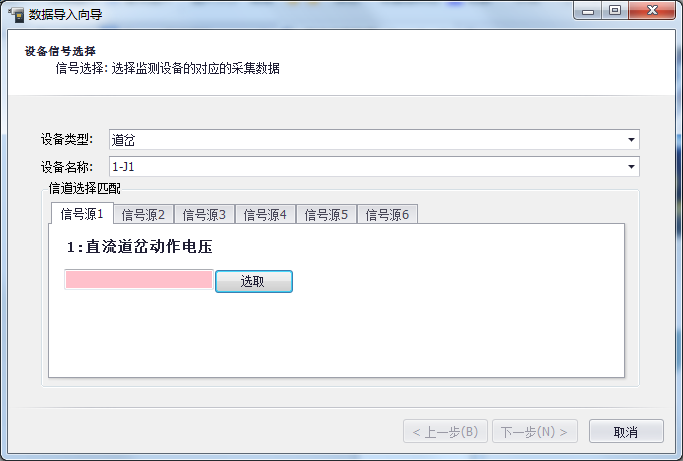 数据导入向导
设备信号选择
信号选择: 选择监测设备的对应的采集数据
设备类型: 道岔
设备名称: 1-J1
信道选择匹配
信号源1 信号源2 信号源3 信号源4 信号源5 信号源6
1:直流道岔动作电压
选取
< 上一步(B) 下一步(N) > 取消